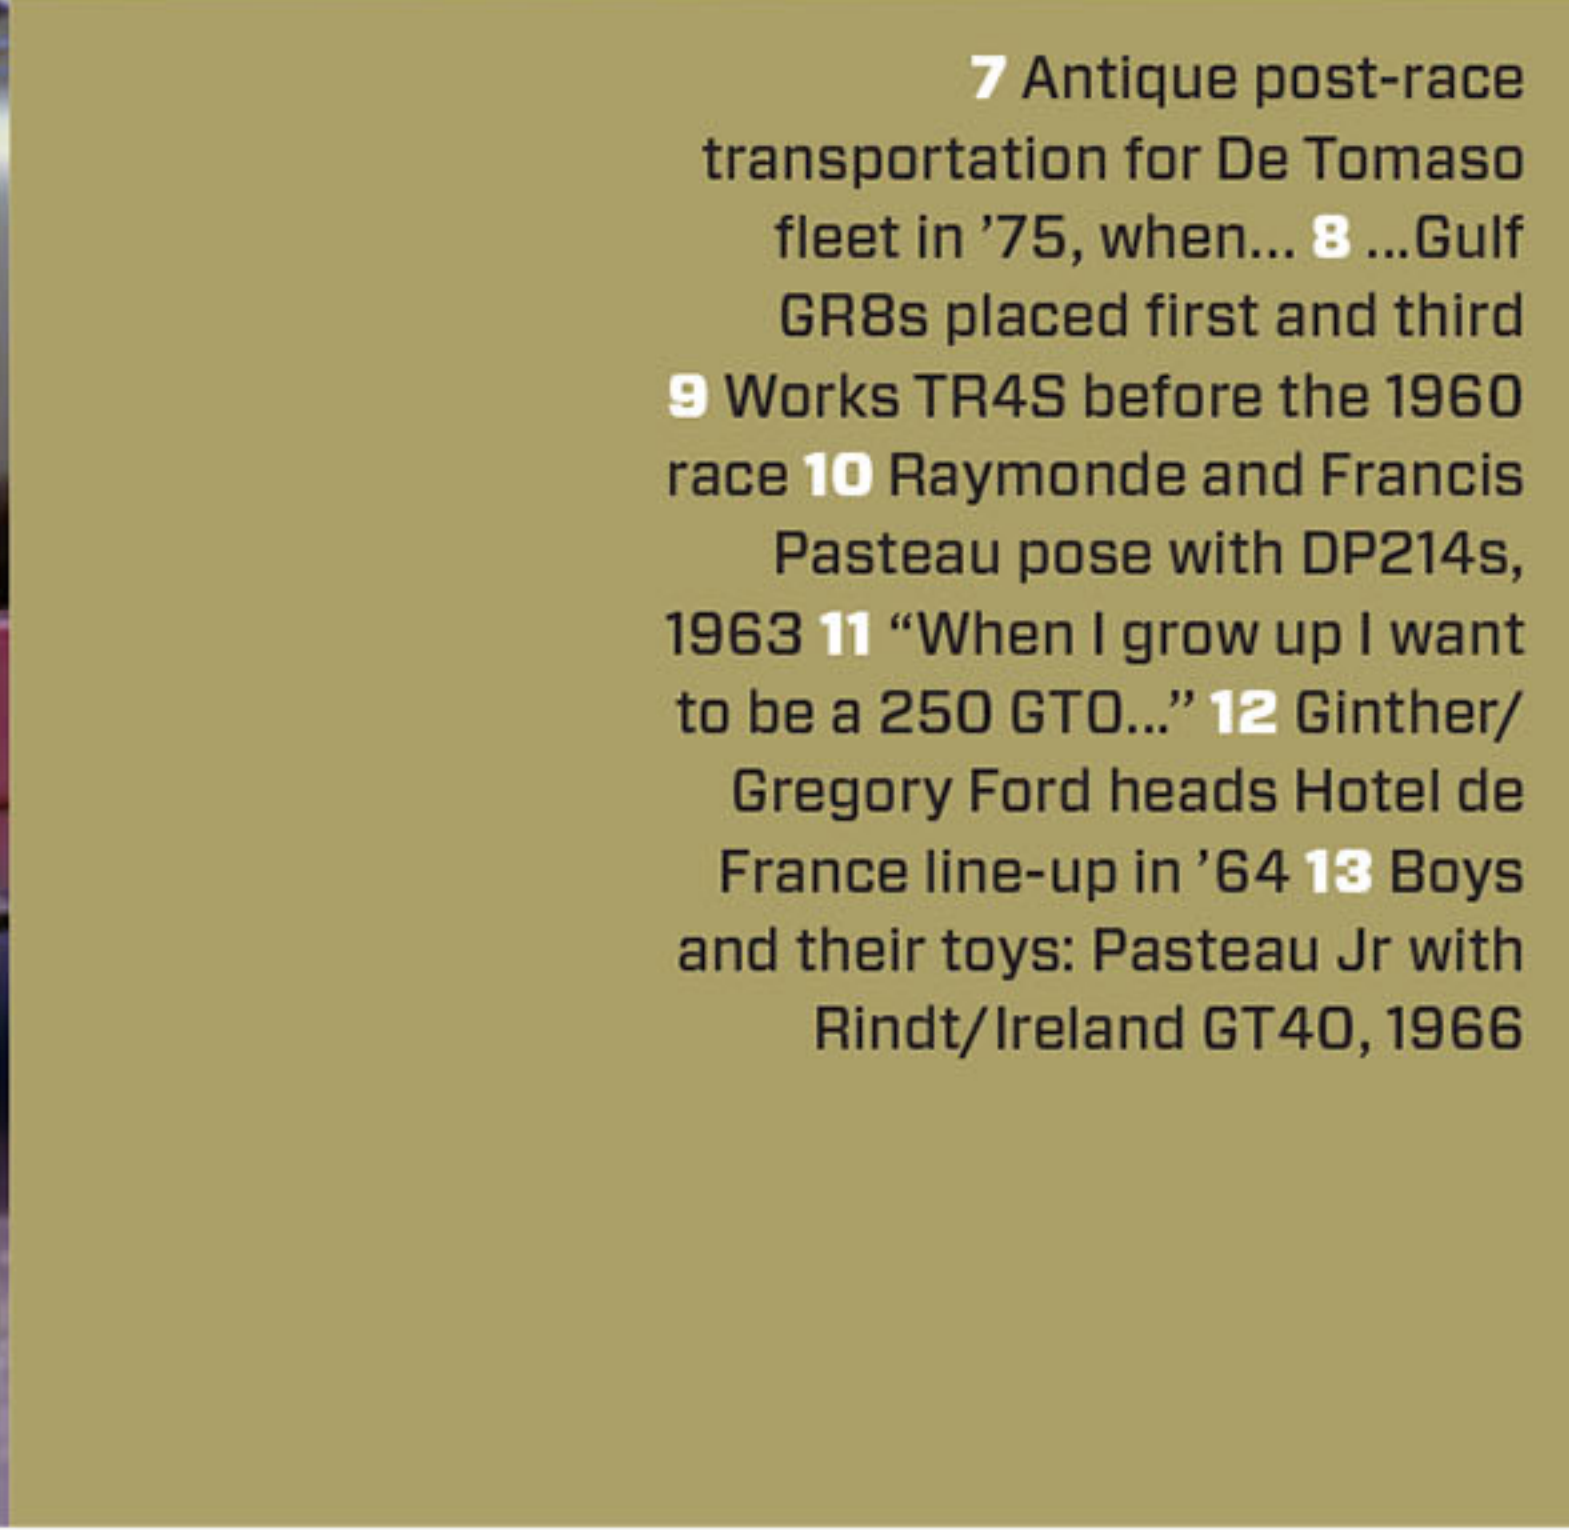 7 Antique post-race
transportation for De Tomaso
fleet in ’75, when... 8 ...Gulf
GR8s placed first and third
9 Works TR4S before the 1960
race 10 Raymonde and Francis
Pasteau pose with DP214s,
1963 11 “When I grow up I want
to be a 250 GTO...” 12 Ginther/
Gregory Ford heads Hotel de
France line-up in ’64 13 Boys
and their toys: Pasteau Jr with
Rindt/Ireland GT40, 1966